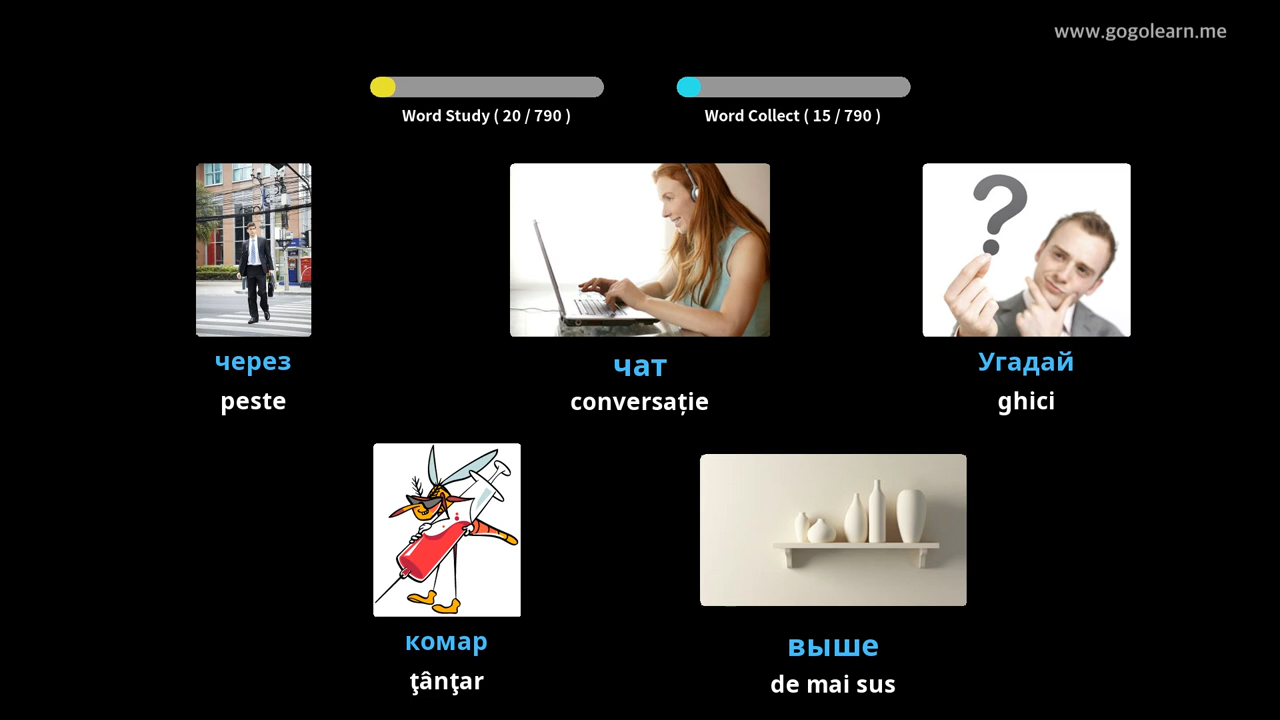 www.gogolearn.me
Word Study ( 20 / 790 )
Word Collect ( 15 / 790 )
через
peste
чат
conversație
Угадай
ghici
комар
ţânţar
выше
de mai sus